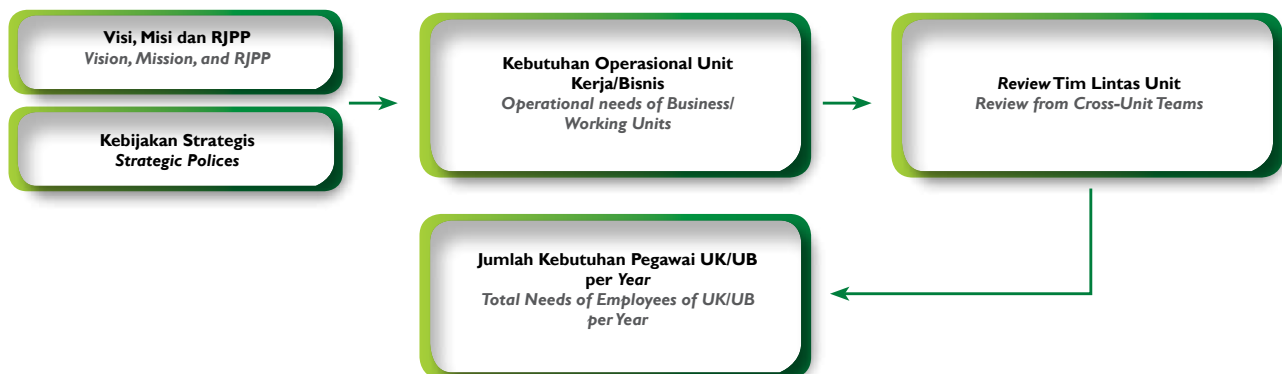 Visi, Misi dan RJPP
Vision, Mission, and RJPP
Kebijakan Strategis
Strategic Polices
Kebutuhan Operasional Unit
Kerja/Bisnis
Operational needs of Business/
Working Units
Review Tim Lintas Unit
Review from Cross-Unit Teams
Jumlah Kebutuhan Pegawai UK/UB
per Year
Total Needs of Employees of UK/UB
per Year